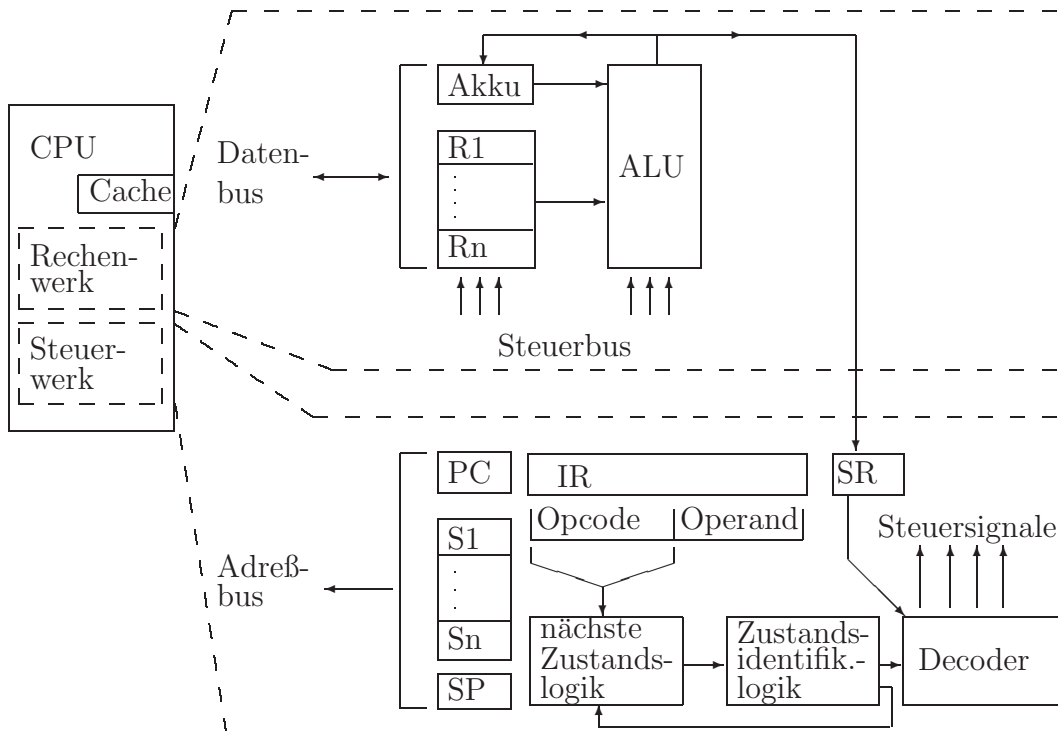 CPU
Cache
Rechen-
werk
Steuer-
werk
Daten-
bus
Akku
R1
Rn
ALU
Steuerbus
Adreß-
bus
PC
S1
Sn
SP
IR
Opcode
Operand
SR
Steuersignale
nächste
Zustands-
logik
Zustands-
identifik.-
logik
Decoder